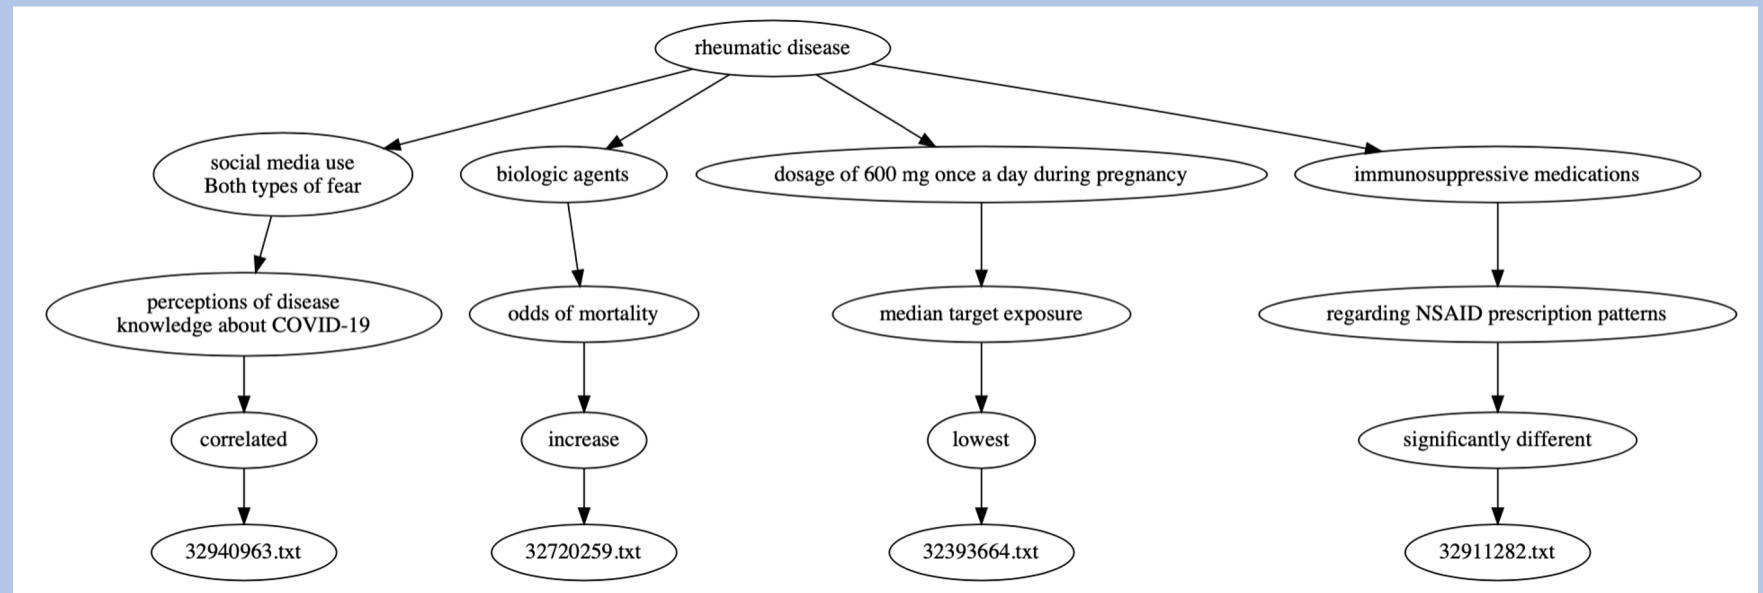 rheumatic disease
social media use
Both types of fear
biologic agents
dosage of 600 mg once a day during pregnancy
immunosuppressive medications
perceptions of disease
knowledge about COVID-19
odds of mortality
median target exposure
regarding NSAID prescription patterns
correlated
increase
lowest
significantly different
32940963.txt
32720259.txt
32393664.txt
32911282.txt